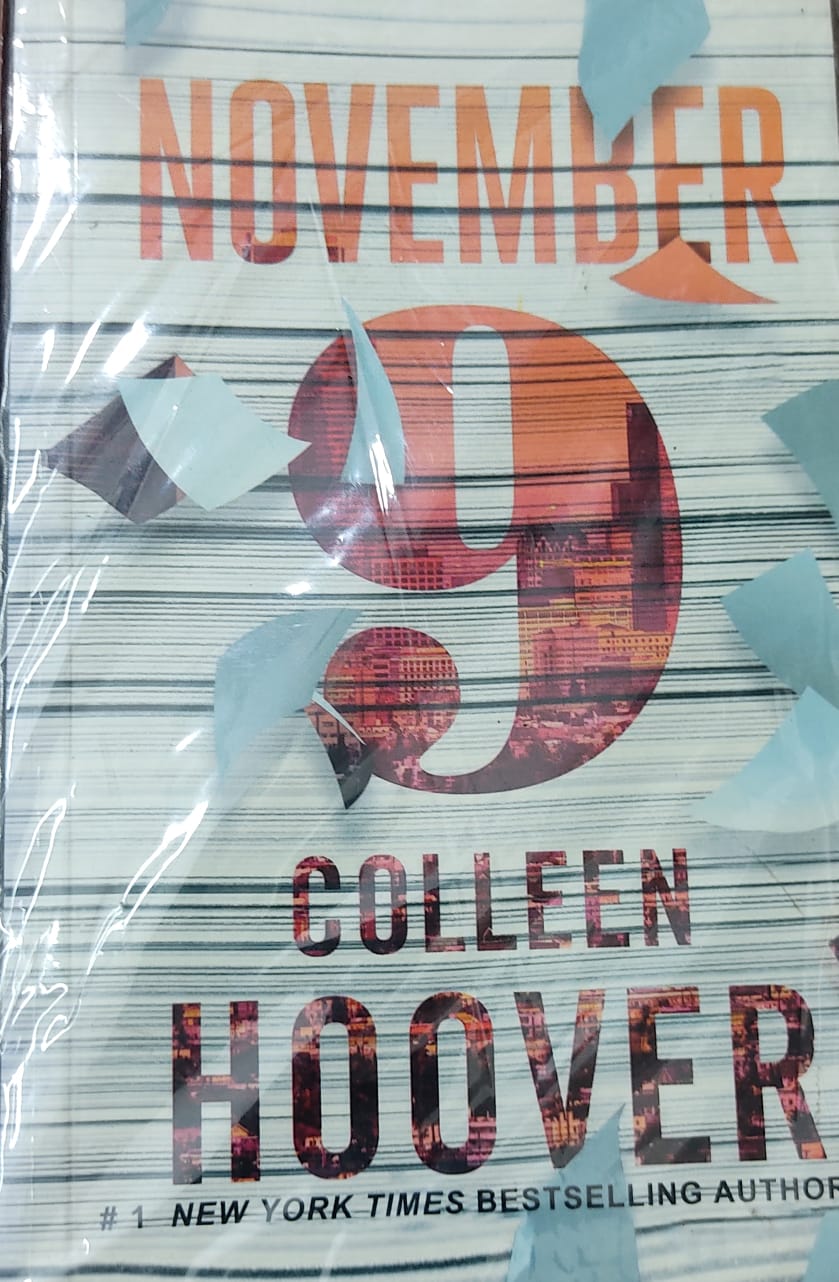 NOVEMBER
9
COLLEEN
HOOVER
# 1 NEW YORK TIMES BESTSELLING AUTHOR